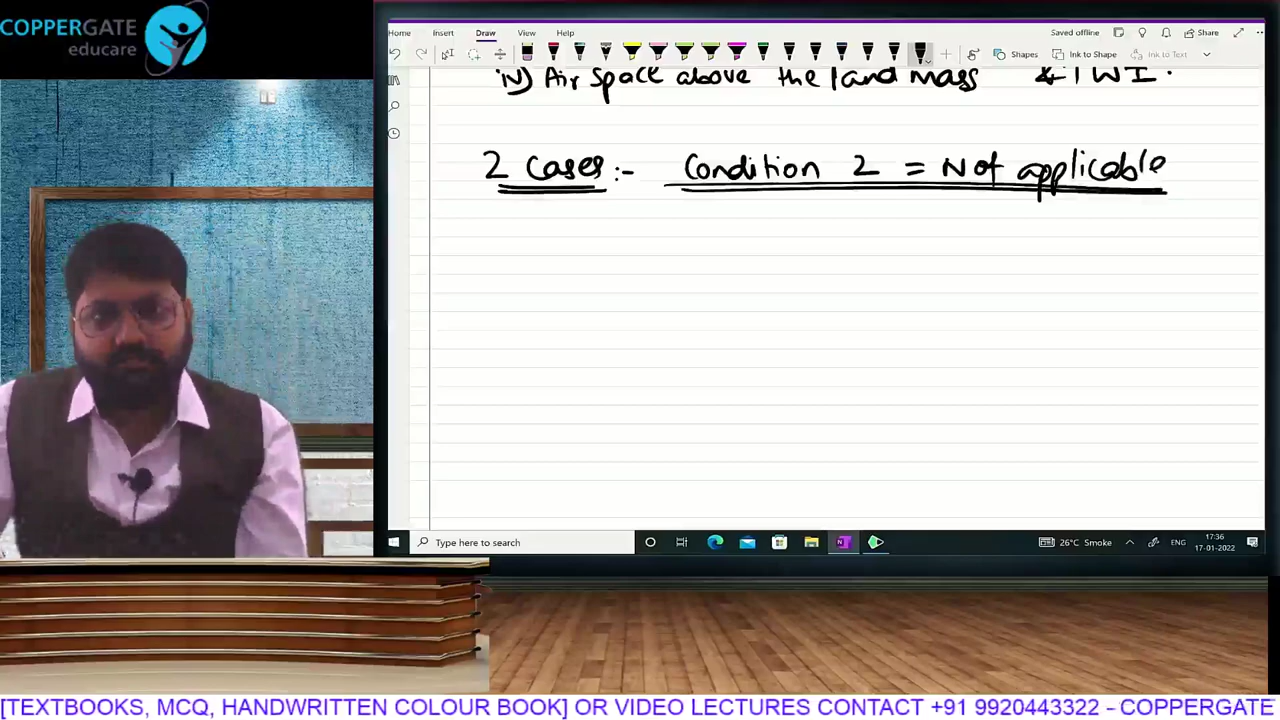 COPPERGATE
educare
Home Insert Draw View Help
Saved offline
Share
Shapes
Ink to Shape
Ink to Text
iv) Air space above the land mass & TWI.
2 cases:- Condition 2 = Not applicable
Type here to search
26°C Smoke
ENG
17:36
17-01-2022
[TEXTBOOKS, MCQ, HANDWRITTEN COLOUR BOOK] OR VIDEO LECTURES CONTACT +91 9920443322 - COPPERGATE